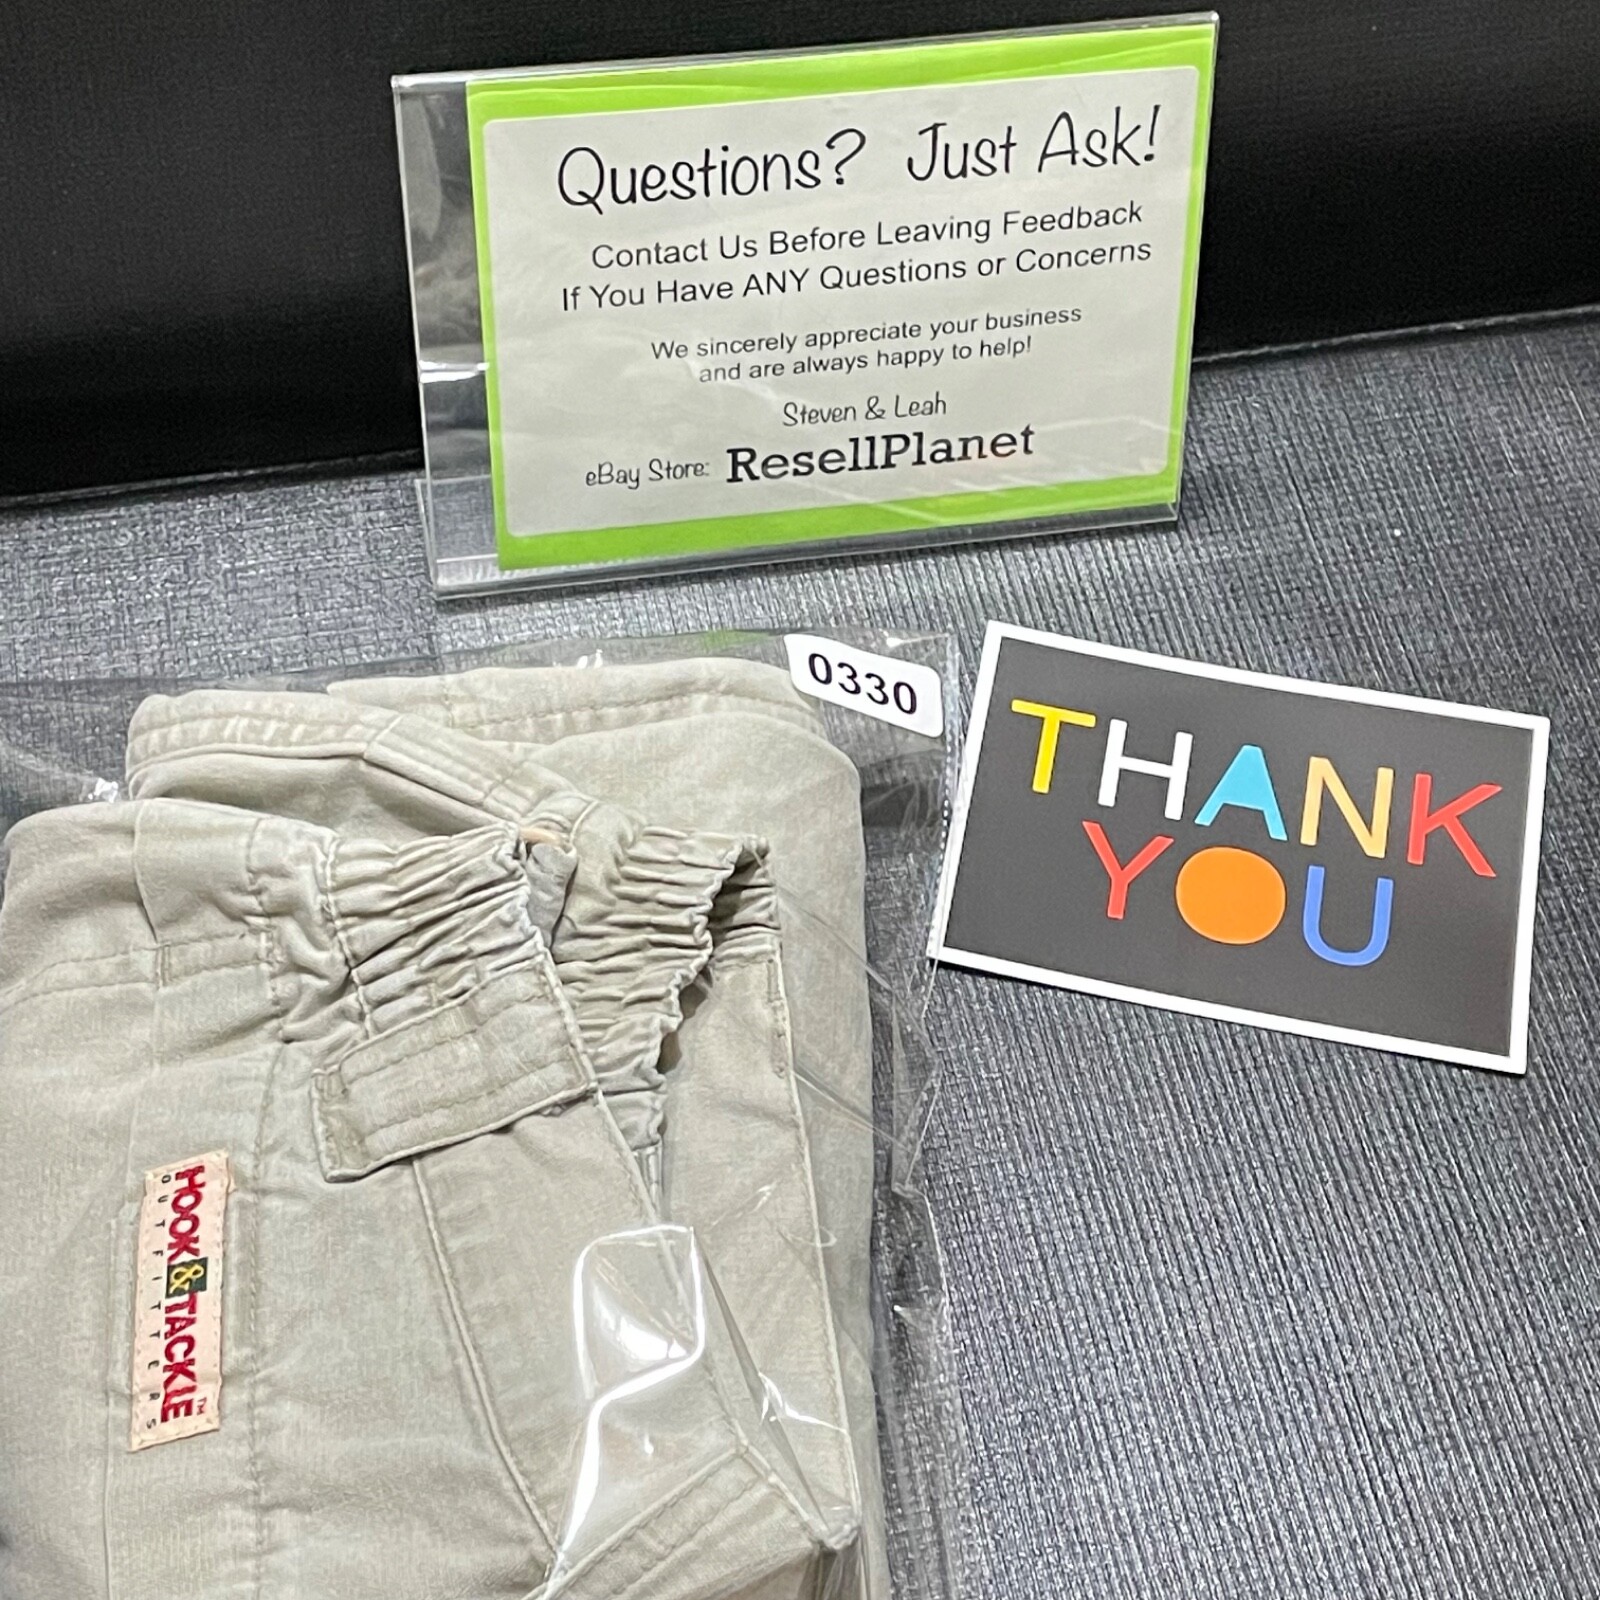 Questions? Just Ask!
Contact Us Before Leaving Feedback
If You Have ANY Questions or Concerns
We sincerely appreciate your business
and are always happy to help!
Steven & Leah
eBay Store: ResellPlanet
0330
THANK
YOU
HOOK & TACKLE™
OUTFITTERS